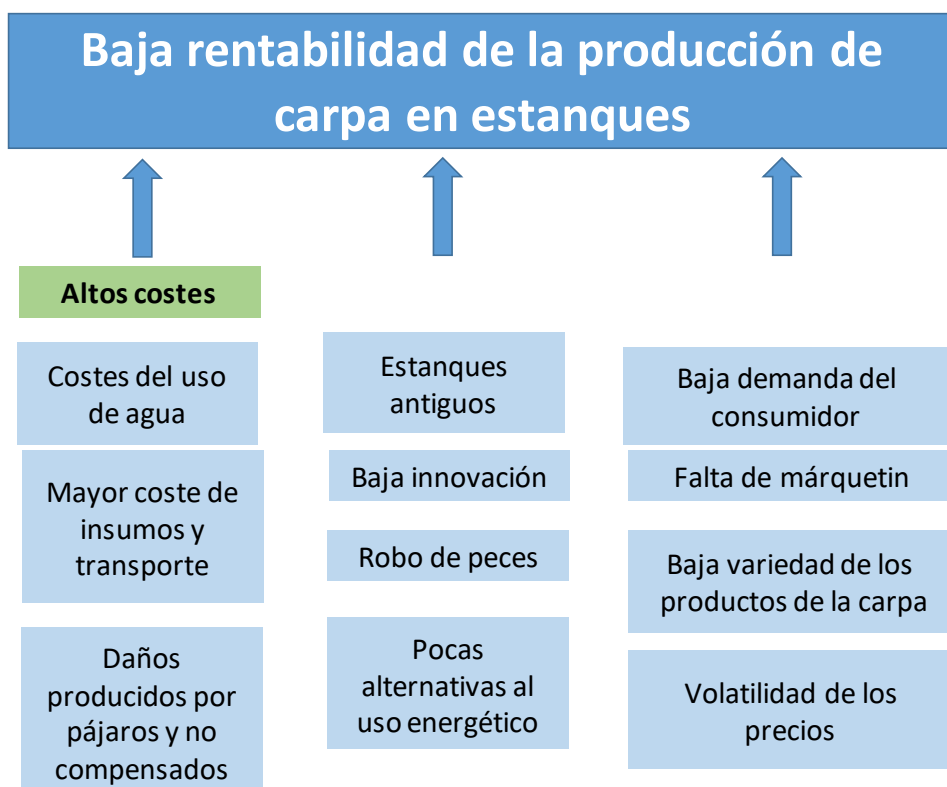 Baja rentabilidad de la producción de
carpa en estanques
Altos costes
Costes del uso
de agua
Mayor coste de
insumos y
transporte
Daños
producidos por
pájaros y no
compensados
Estanques
antiguos
Baja innovación
Robo de peces
Pocas
alternativas al
uso energético
Baja demanda del
consumidor
Falta de márquetin
Baja variedad de los
productos de la carpa
Volatilidad de los
precios